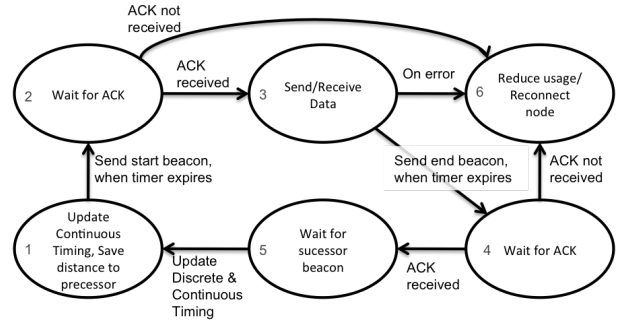 ACK not
received
2
Wait for ACK
ACK
received
3
Send/Receive
Data
On error
6
Reduce usage/
Reconnect
node
Send start beacon,
when timer expires
Send end beacon,
when timer expires
ACK not
received
1
Update
Continuous
Timing, Save
distance to
precessor
Update
Discrete &
Continuous
Timing
5
Wait for
sucessor
beacon
ACK
received
4
Wait for ACK